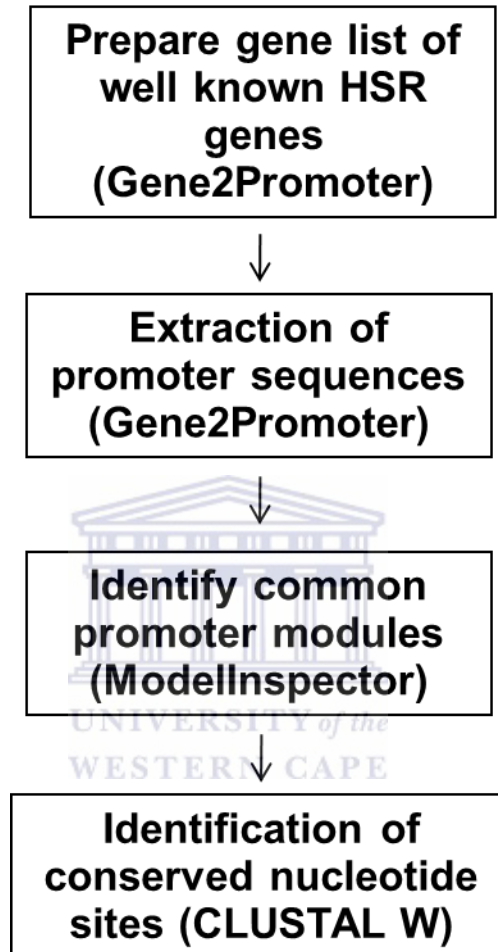 Prepare gene list of
well known HSR
genes
(Gene2Promoter)
Extraction of
promoter sequences
(Gene2Promoter)
Identify common
promoter modules
(ModelInspector)
UNIVERSITY of the
WESTERN CAPE
Identification of
conserved nucleotide
sites (CLUSTAL W)